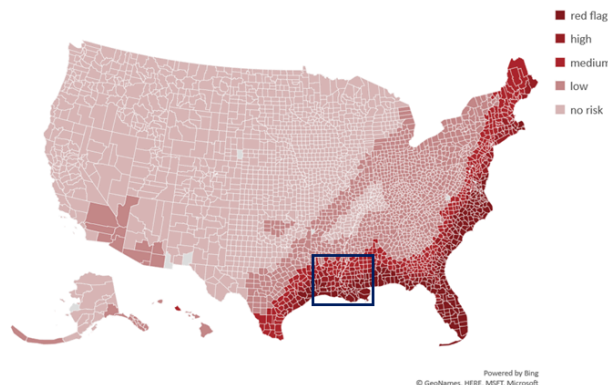 red flag
high
medium
low
no risk
Powered by Bing
© GeoNames, HERE, MSFT, Microsoft